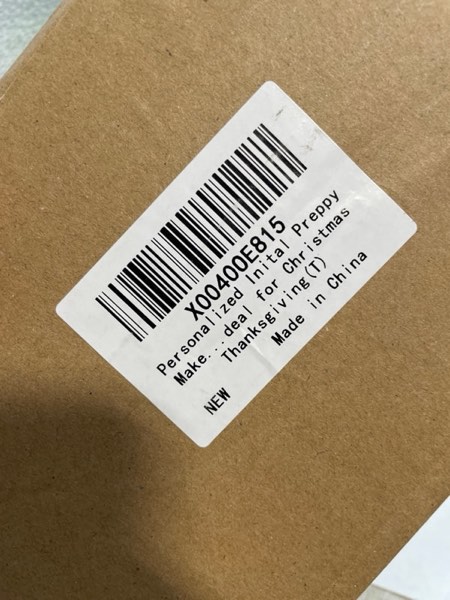 X00400E815
Personalized Inital Preppy
Make...deal for Christmas
Thanksgiving(T)
Made in China
NEW